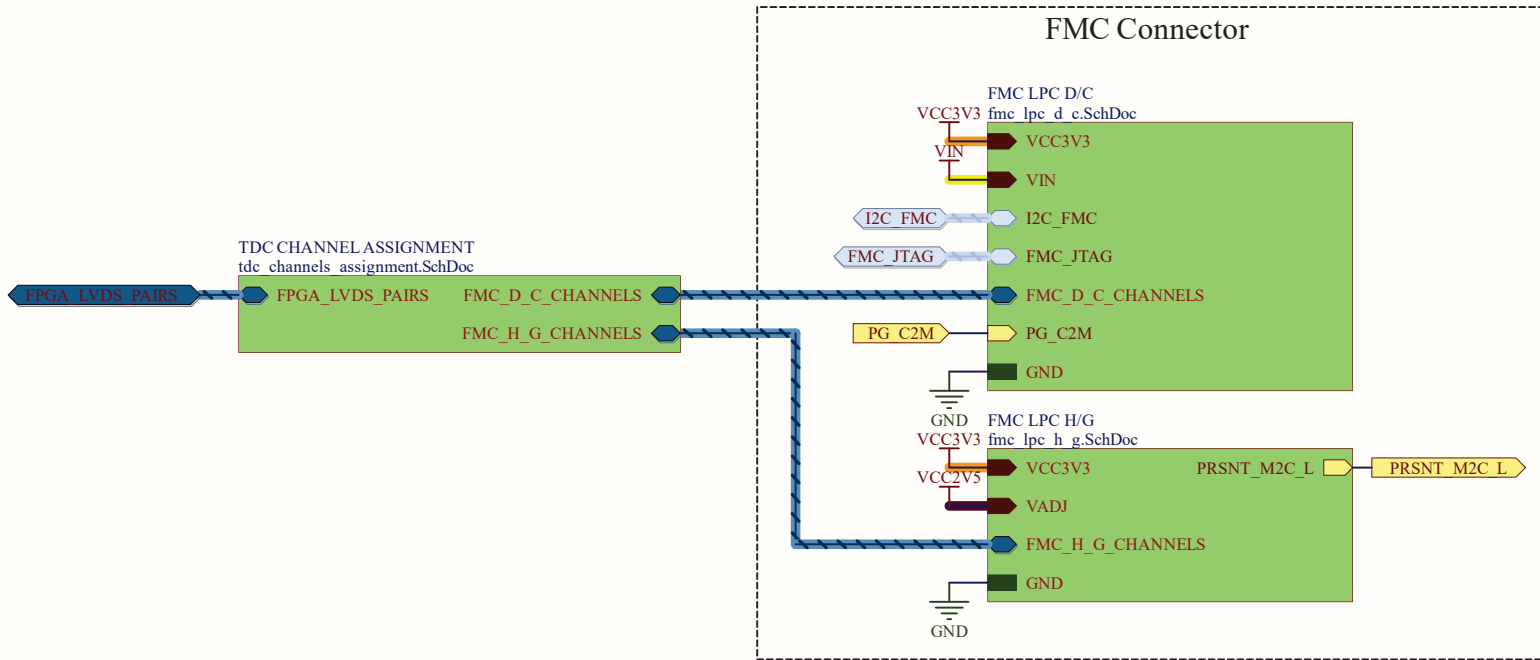 FMC Connector
FMC LPC D/C
fmc_lpc_d_c.SchDoc
VCC3V3
VCC3V3
VIN
VIN
I2C_FMC
I2C_FMC
FMC_JTAG
FMC_JTAG
TDC CHANNEL ASSIGNMENT
tdc_channels_assignment.SchDoc
FPGA_LVDS_PAIRS
FPGA_LVDS_PAIRS
FMC_D_C_CHANNELS
FMC_D_C_CHANNELS
FMC_H_G_CHANNELS
PG_C2M
PG_C2M
GND
GND
FMC LPC H/G
fmc_lpc_h_g.SchDoc
VCC3V3
VCC3V3
PRSNT_M2C_L
PRSNT_M2C_L
VCC2V5
VADJ
FMC_H_G_CHANNELS
GND
GND